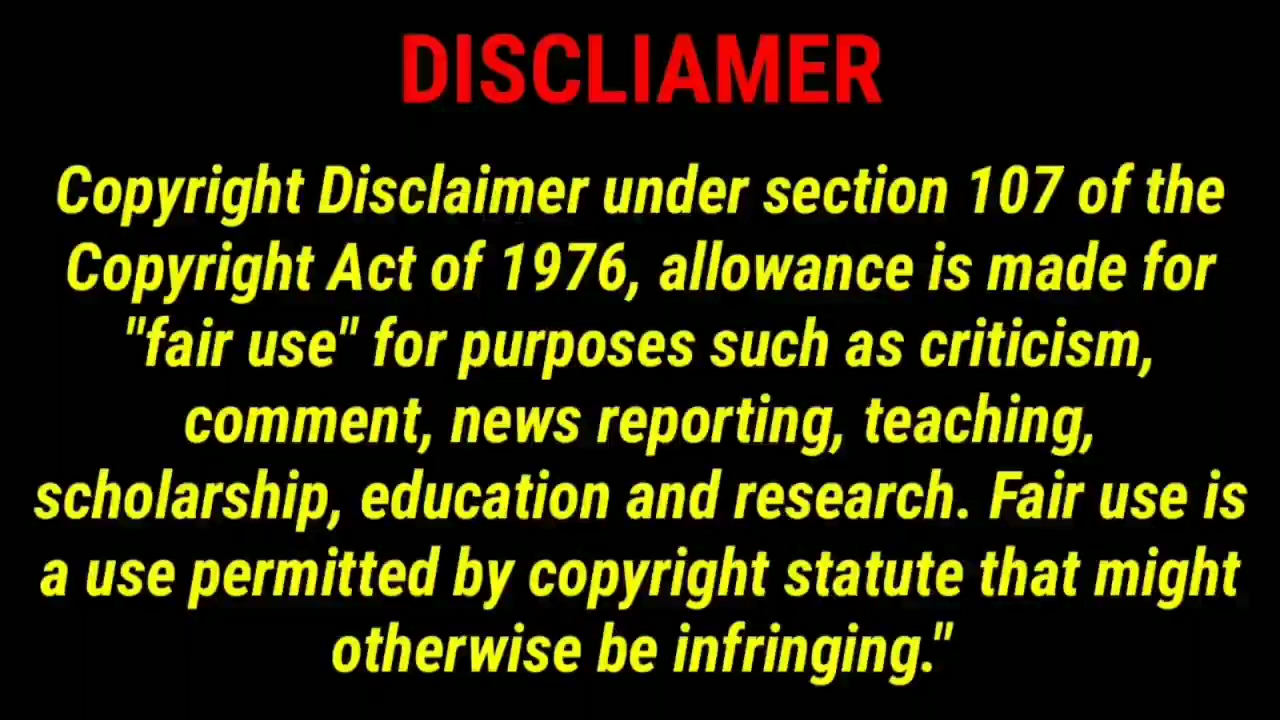 DISCLIAMER
Copyright Disclaimer under section 107 of the
Copyright Act of 1976, allowance is made for
"fair use" for purposes such as criticism,
comment, news reporting, teaching,
scholarship, education and research. Fair use is
a use permitted by copyright statute that might
otherwise be infringing."